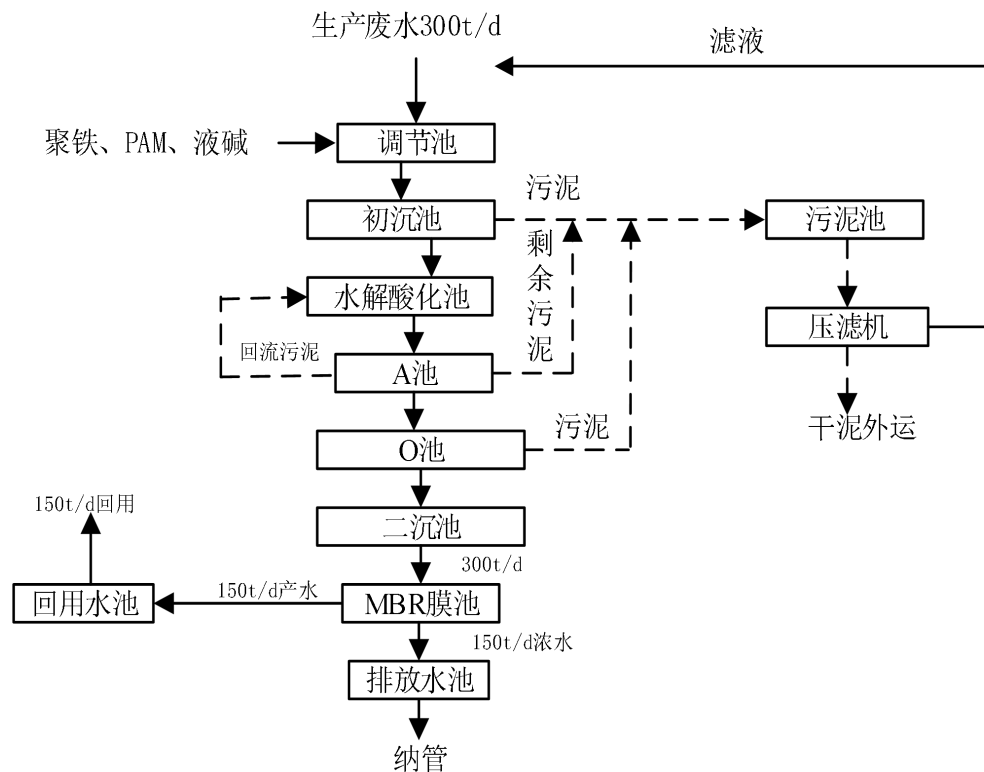 生产废水300t/d
滤液
聚铁、PAM、液碱
调节池
污泥
初沉池
污泥池
剩余污泥
水解酸化池
压滤机
回流污泥
A池
干泥外运
污泥
O池
150t/d回用
二沉池
300t/d
150t/d产水
回用水池
MBR膜池
150t/d浓水
排放水池
纳管